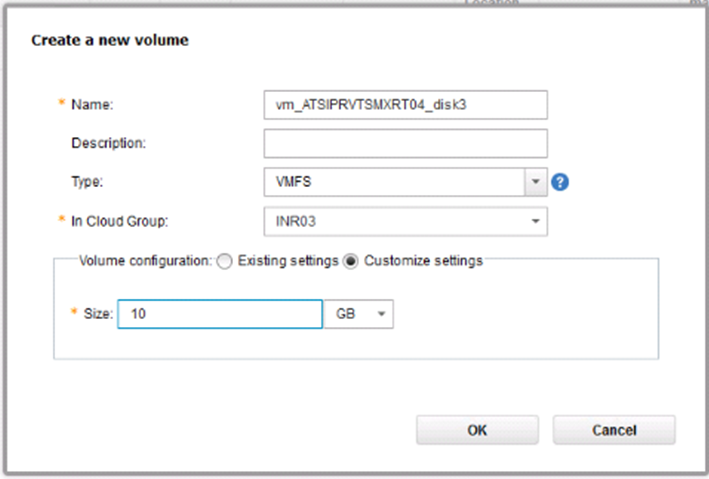 Location
Create a new volume
* Name: vm_ATSIPRVTSMXRT04_disk3
Description:
Type: VMFS ?
* In Cloud Group: INR03
Volume configuration: Existing settings Customize settings
* Size: 10 GB
OK Cancel